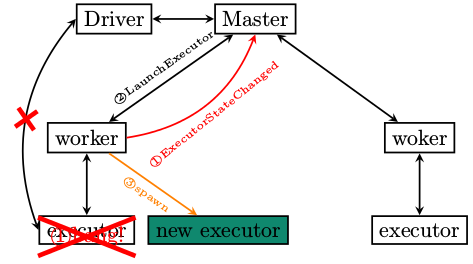 Driver
Master
②LaunchExecutor
①ExecutorStateChanged
worker
woker
③spawn
executor
new executor
executor